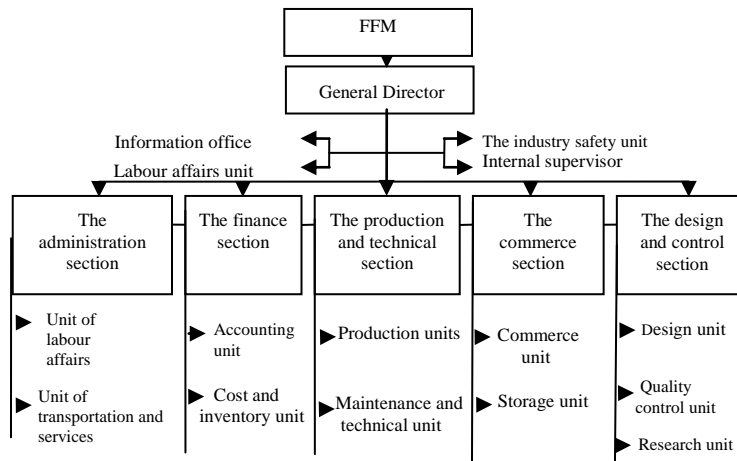 FFM
General Director
Information office
The industry safety unit
Labour affairs unit
Internal supervisor
The
administration
section
The finance
section
The production
and technical
section
The
commerce
section
The design
and control
section
Unit of
labour
affairs
Unit of
transportation and
services
Accounting
unit
Cost and
inventory unit
Production units
Maintenance and
technical unit
Commerce
unit
Storage unit
Design unit
Quality
control unit
Research unit